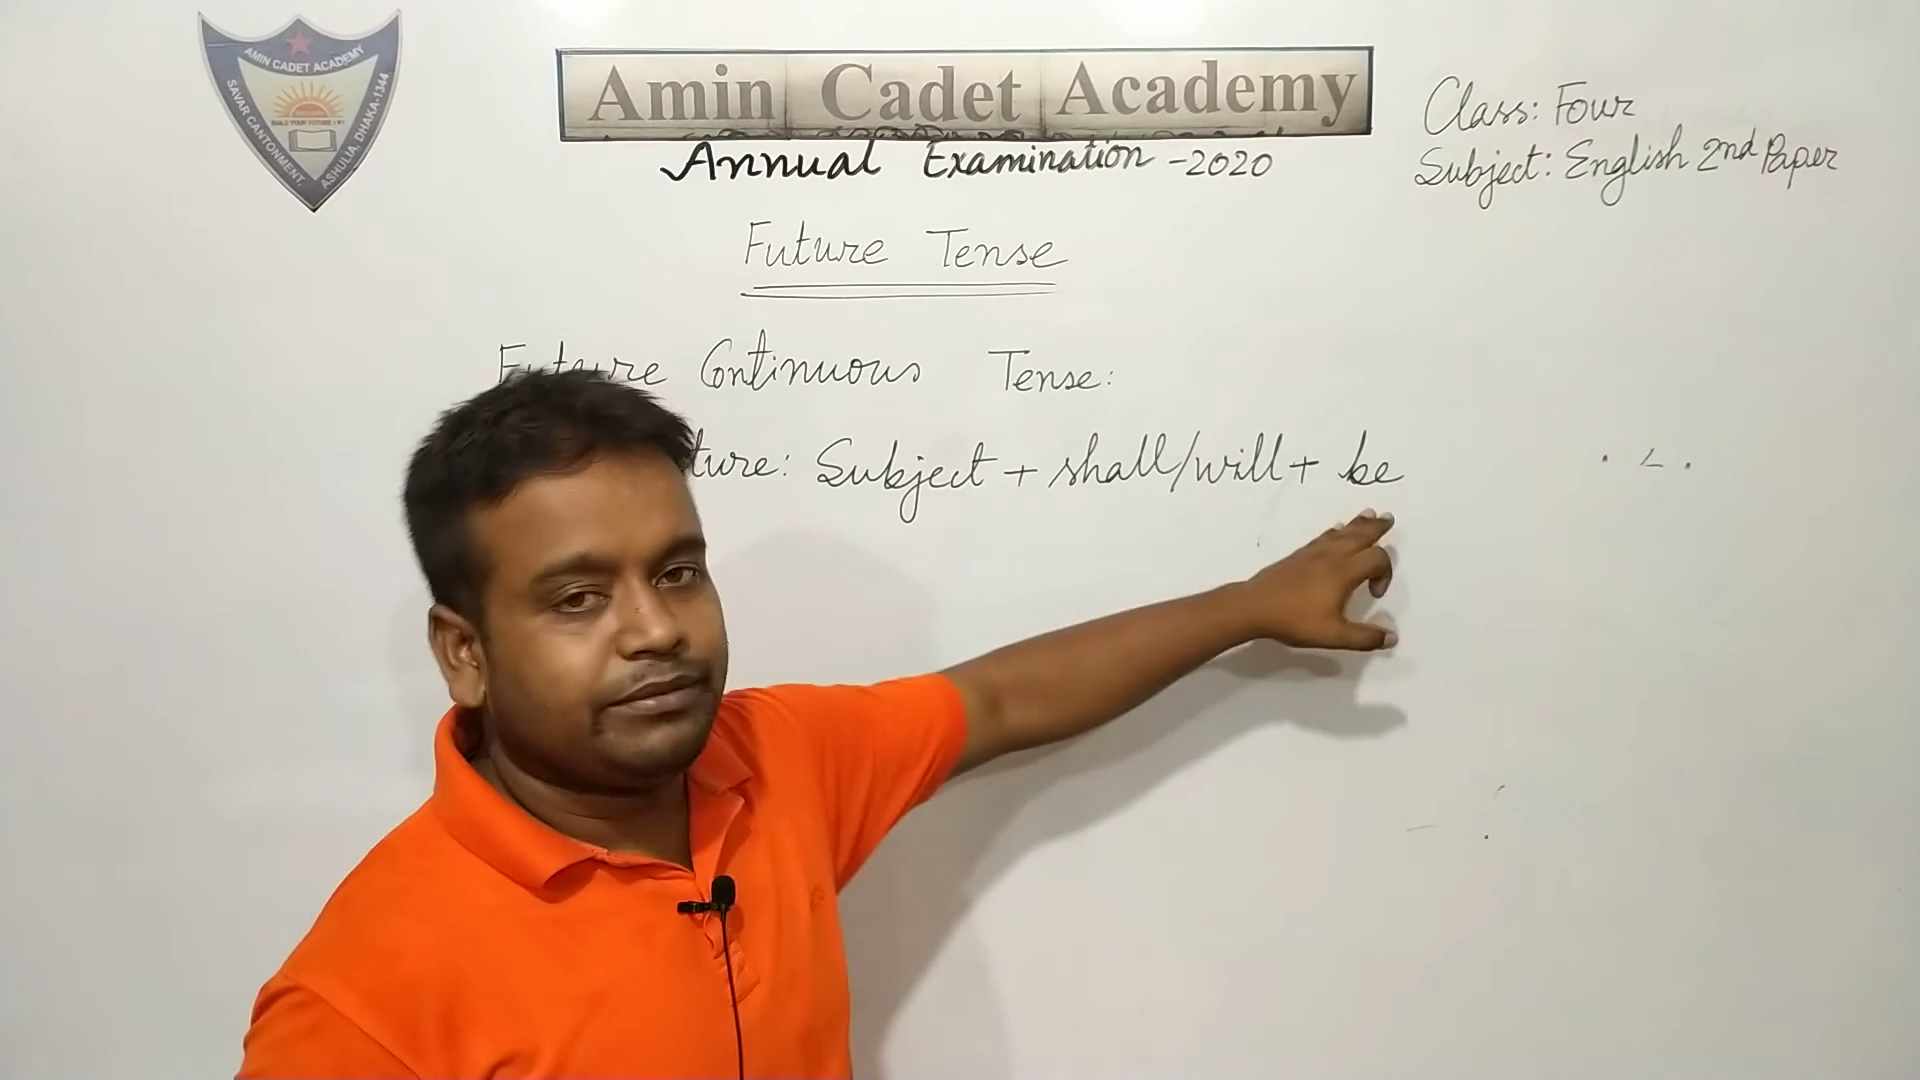 AMIN CADET ACADEMY
SAVAR CANTONMENT,
ASHULIA, DHAKA-1344
Amin Cadet Academy
Annual Examination -2020
Class: Four
Subject: English 2nd Paper
Future Tense
Future Continuous Tense:
ture: Subject + shall/will + be